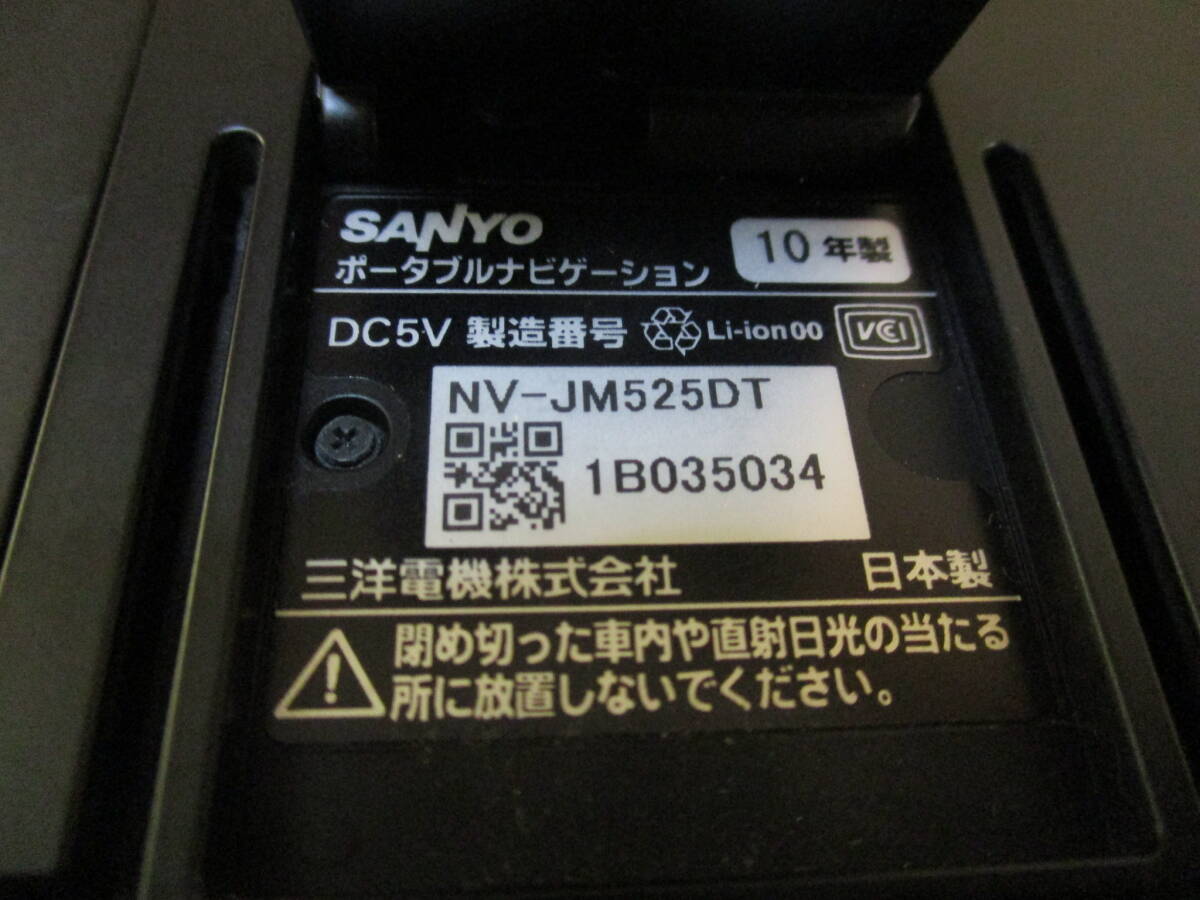 SANYO
10 年製
ポータブルナビゲーション
DC5V 製造番号 Li-ion00 VCCI
NV-JM525DT
1B035034
三洋電機株式会社 日本製
閉め切った車内や直射日光の当たる
所に放置しないでください。